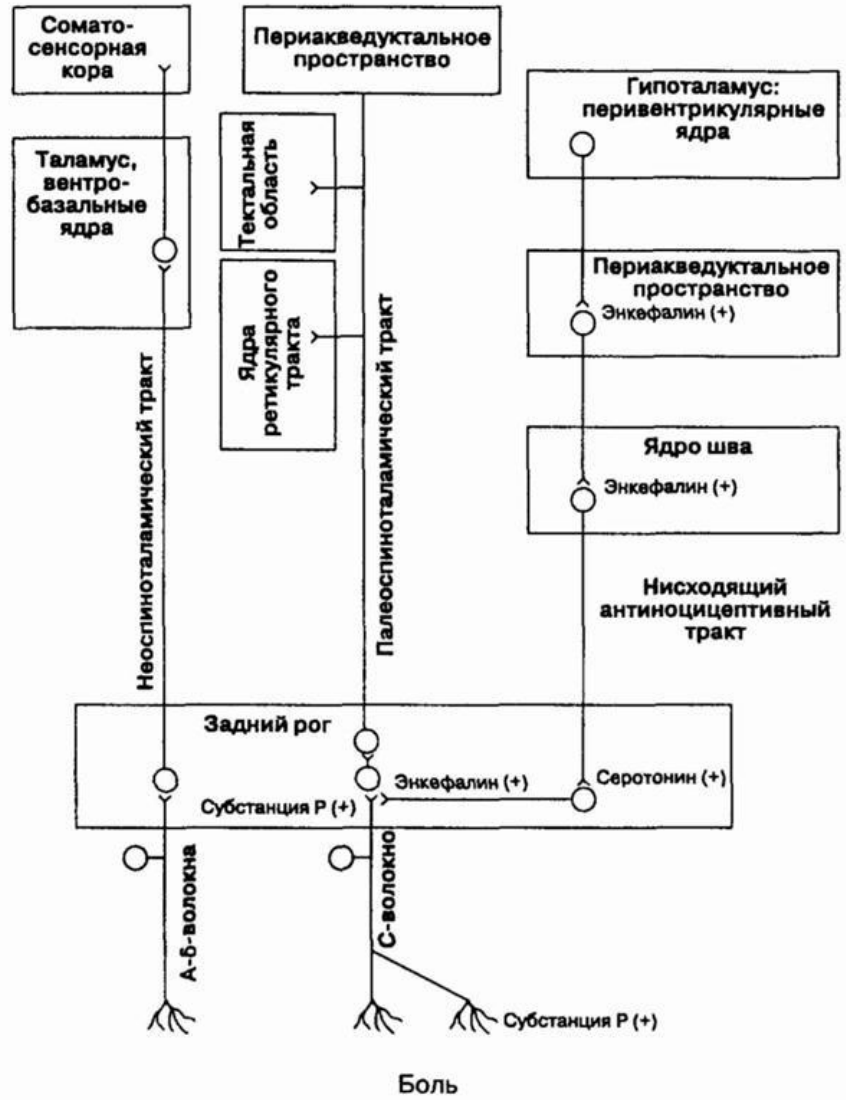 Сомато-
сенсорная
кора
Периакведуктальное
пространство
Гипоталамус:
перивентрикулярные
ядра
Таламус,
вентро-
базальные
ядра
Тектальная
область
Периакведуктальное
пространство
Энкефалин (+)
Ядра
ретикулярного
тракта
Ядро шва
Энкефалин (+)
Неоспиноталамический тракт
Палеоспиноталамический тракт
Нисходящий
антиноцицептивный
тракт
Задний рог
Энкефалин (+)
Серотонин (+)
Субстанция Р (+)
А-б-волокна
С-волокно
Субстанция Р (+)
Боль